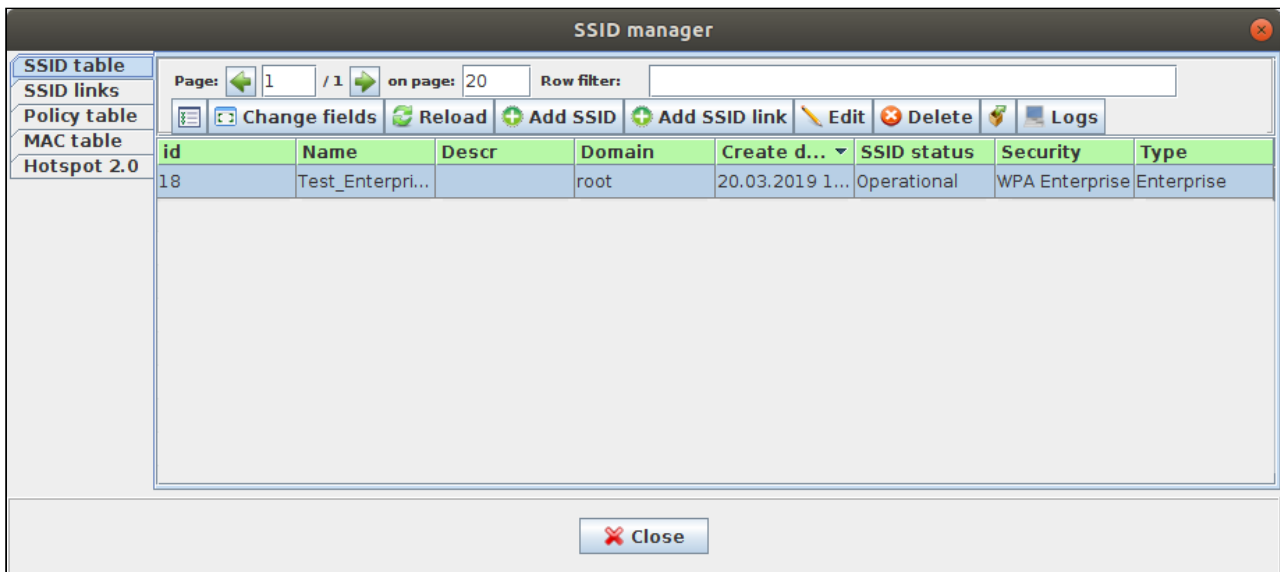 SSID manager
SSID table
SSID links
Policy table
MAC table
Hotspot 2.0
Page: 1 / 1 on page: 20 Row filter:
Change fields Reload Add SSID Add SSID link Edit Delete Logs
id Name Descr Domain Create d... SSID status Security Type
18 Test_Enterpri... root 20.03.2019 1... Operational WPA Enterprise Enterprise
Close